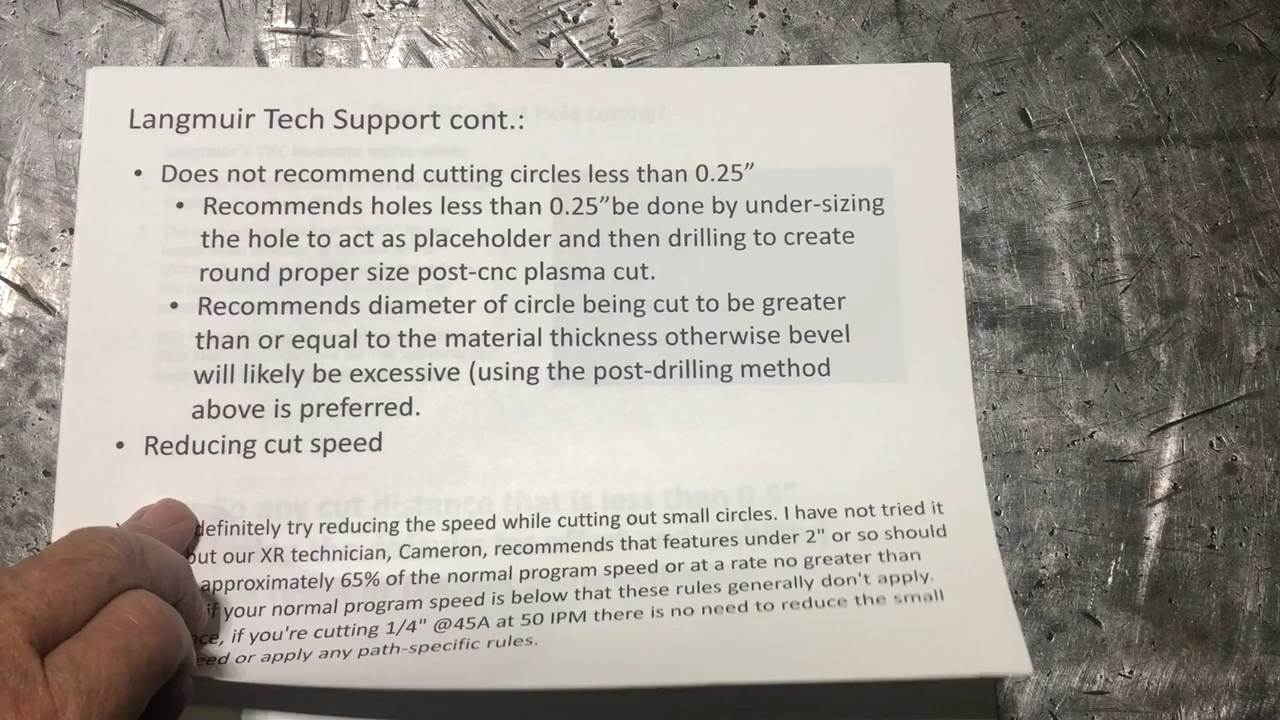 Langmuir Tech Support cont.:
• Does not recommend cutting circles less than 0.25”
• Recommends holes less than 0.25”be done by under-sizing
the hole to act as placeholder and then drilling to create
round proper size post-cnc plasma cut.
• Recommends diameter of circle being cut to be greater
than or equal to the material thickness otherwise bevel
will likely be excessive (using the post-drilling method
above is preferred.
• Reducing cut speed
definitely try reducing the speed while cutting out small circles. I have not tried it
but our XR technician, Cameron, recommends that features under 2" or so should
approximately 65% of the normal program speed or at a rate no greater than
if your normal program speed is below that these rules generally don't apply.
if you're cutting 1/4" @45A at 50 IPM there is no need to reduce the small
or apply any path-specific rules.